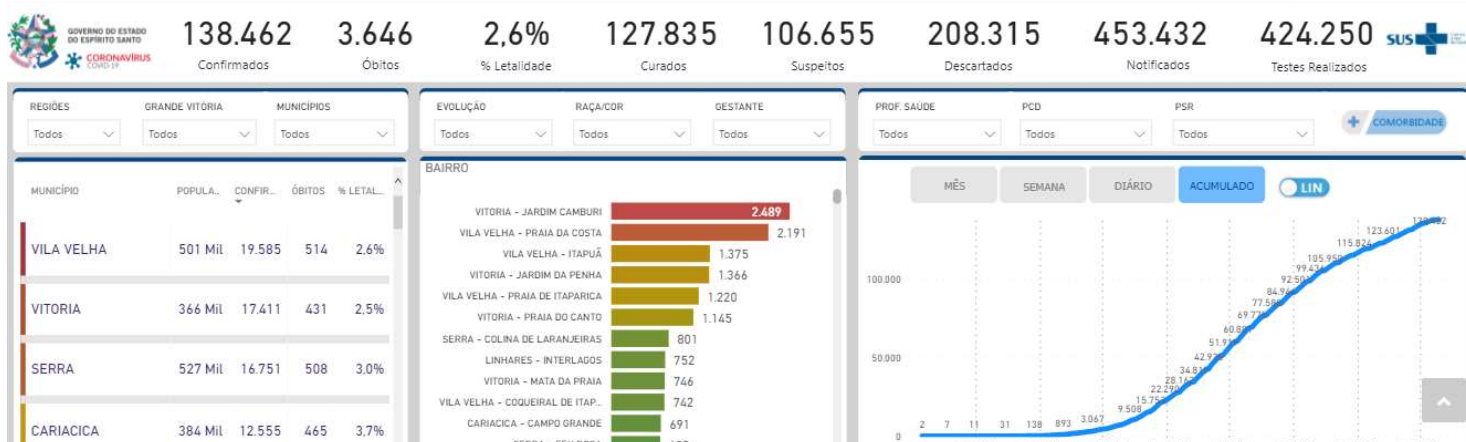 GOVERNO DO ESTADO
DO ESPÍRITO SANTO
CORONAVÍRUS
COVID-19
138.462
Confirmados
3.646
Óbitos
2,6%
% Letalidade
127.835
Curados
106.655
Suspeitos
208.315
Descartados
453.432
Notificados
424.250
Testes Realizados
SUS
REGIÕES GRANDE VITÓRIA MUNICÍPIOS
Todos Todos Todos
EVOLUÇÃO RAÇA/COR GESTANTE
Todos Todos Todos
PROF. SAÚDE PCD PSR
Todos Todos Todos
COMORBIDADE
MUNICÍPIO POPULA... CONFIR... ÓBITOS % LETAL...
VILA VELHA 501 Mil 19.585 514 2,6%
VITORIA 366 Mil 17.411 431 2,5%
SERRA 527 Mil 16.751 508 3,0%
CARIACICA 384 Mil 12.555 465 3,7%
BAIRRO
VITORIA - JARDIM CAMBURI 2.489
VILA VELHA - PRAIA DA COSTA 2.191
VILA VELHA - ITAPUÃ 1.375
VITORIA - JARDIM DA PENHA 1.366
VILA VELHA - PRAIA DE ITAPARICA 1.220
VITORIA - PRAIA DO CANTO 1.145
SERRA - COLINA DE LARANJEIRAS 801
LINHARES - INTERLAGOS 752
VITORIA - MATA DA PRAIA 746
VILA VELHA - COQUEIRAL DE ITAP... 742
CARIACICA - CAMPO GRANDE 691
MÊS SEMANA DIÁRIO ACUMULADO LIN
123.601
115.824
105.950
99.434
100.000
50.000
22.290
9.508
3.067
0 2 7 11 31 138 893